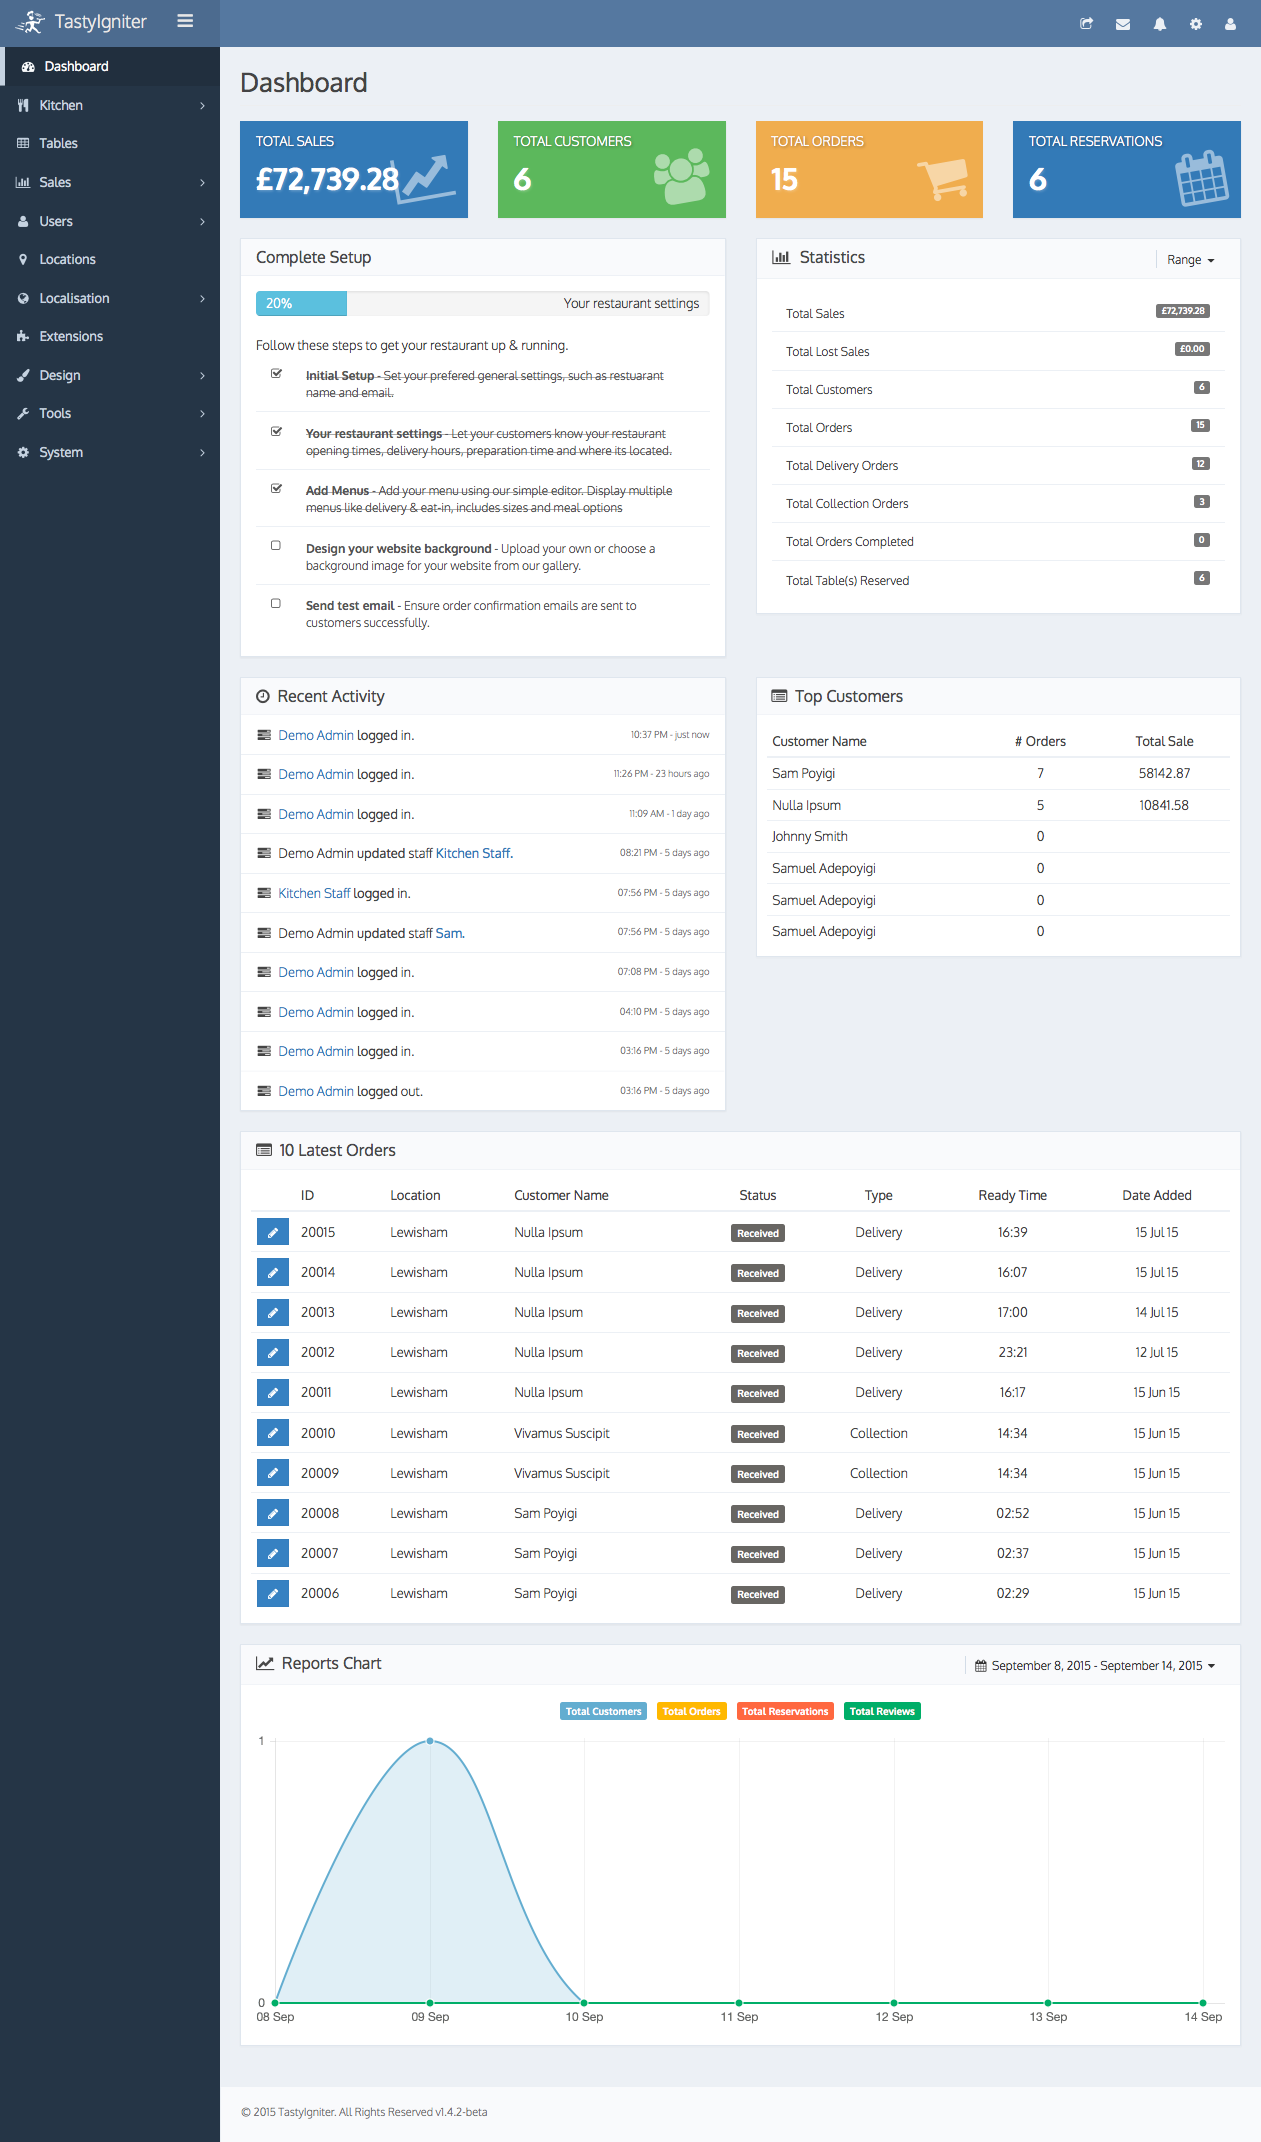 TastyIgniter
Dashboard
Kitchen
Tables
Sales
Users
Locations
Localisation
Extensions
Design
Tools
System
Dashboard
TOTAL SALES
£72,739.28
TOTAL CUSTOMERS
6
TOTAL ORDERS
15
TOTAL RESERVATIONS
6
Complete Setup
20% Your restaurant settings
Follow these steps to get your restaurant up & running.
Initial Setup - Set your prefered general settings, such as restuarant
name and email.
Your restaurant settings - Let your customers know your restaurant
opening times, delivery hours, preparation time and where its located.
Add Menus - Add your menu using our simple editor. Display multiple
menus like delivery & eat-in, includes sizes and meal options
Design your website background - Upload your own or choose a
background image for your website from our gallery.
Send test email - Ensure order confirmation emails are sent to
customers successfully.
Statistics Range
Total Sales £72,739.28
Total Lost Sales £0.00
Total Customers 6
Total Orders 15
Total Delivery Orders 12
Total Collection Orders 3
Total Orders Completed 0
Total Table(s) Reserved 6
Recent Activity
Demo Admin logged in. 10:37 PM - just now
Demo Admin logged in. 11:26 PM - 23 hours ago
Demo Admin logged in. 11:09 AM - 1 day ago
Demo Admin updated staff Kitchen Staff. 08:21 PM - 5 days ago
Kitchen Staff logged in. 07:56 PM - 5 days ago
Demo Admin updated staff Sam. 07:56 PM - 5 days ago
Demo Admin logged in. 07:08 PM - 5 days ago
Demo Admin logged in. 04:10 PM - 5 days ago
Demo Admin logged in. 03:16 PM - 5 days ago
Demo Admin logged out. 03:16 PM - 5 days ago
Top Customers
Customer Name # Orders Total Sale
Sam Poyigi 7 58142.87
Nulla Ipsum 5 10841.58
Johnny Smith 0
Samuel Adepoyigi 0
Samuel Adepoyigi 0
Samuel Adepoyigi 0
10 Latest Orders
ID Location Customer Name Status Type Ready Time Date Added
20015 Lewisham Nulla Ipsum Received Delivery 16:39 15 Jul 15
20014 Lewisham Nulla Ipsum Received Delivery 16:07 15 Jul 15
20013 Lewisham Nulla Ipsum Received Delivery 17:00 14 Jul 15
20012 Lewisham Nulla Ipsum Received Delivery 23:21 12 Jul 15
20011 Lewisham Nulla Ipsum Received Delivery 16:17 15 Jun 15
20010 Lewisham Vivamus Suscipit Received Collection 14:34 15 Jun 15
20009 Lewisham Vivamus Suscipit Received Collection 14:34 15 Jun 15
20008 Lewisham Sam Poyigi Received Delivery 02:52 15 Jun 15
20007 Lewisham Sam Poyigi Received Delivery 02:37 15 Jun 15
20006 Lewisham Sam Poyigi Received Delivery 02:29 15 Jun 15
Reports Chart September 8, 2015 - September 14, 2015
Total Customers Total Orders Total Reservations Total Reviews
1
0
08 Sep 09 Sep 10 Sep 11 Sep 12 Sep 13 Sep 14 Sep
© 2015 TastyIgniter. All Rights Reserved v1.4.2-beta